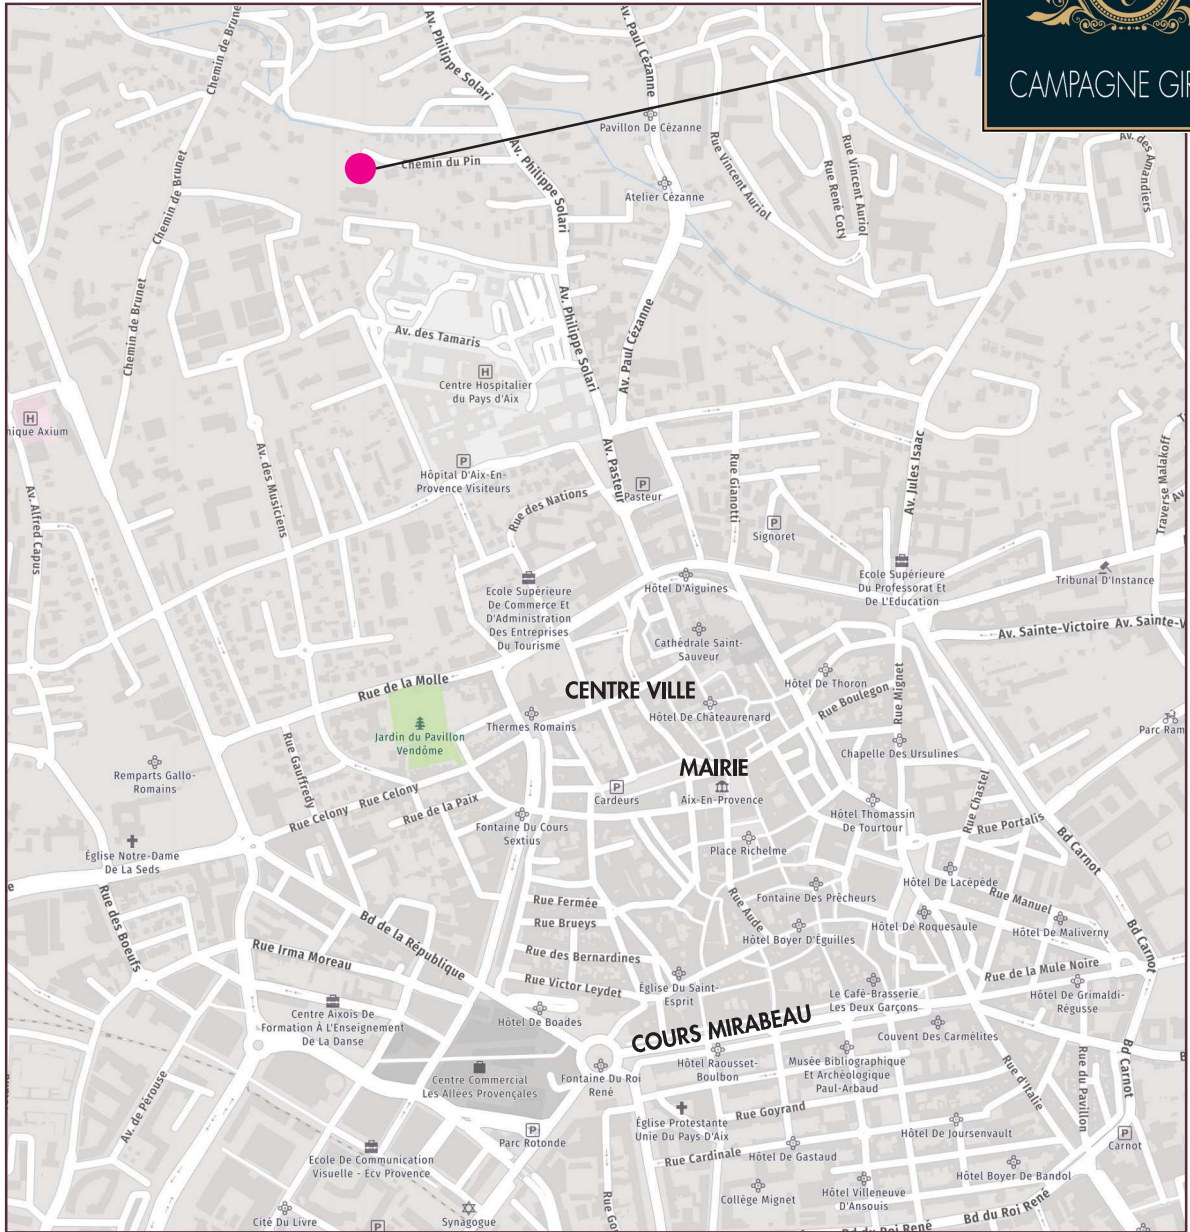 CAMPAGNE GIR
Chemin de Brunet
Av. Philippe Solari
Av. Paul Cézanne
Pavillon De Cézanne
Chemin du Pin
Av. Philippe Solari
Rue Vincent Auriol
Rue Vincent Auriol
Rue René Coty
Av. des Amandiers
Chemin de Brunet
Atelier Cézanne
Chemin de Brunet
Av. des Tamaris
Av. Philippe Solari
Av. Paul Cézanne
H
Centre Hospitalier
du Pays d'Aix
H
nique Axium
Av. des Musiciens
P
Hôpital D'Aix-En-
Provence Visiteurs
Av. Pasteur
P
Pasteur
Rue des Nations
Rue Gianotti
P
Signoret
Av. Jules Isaac
Traverse Malakoff
Av
Av. Alfred Capus
Ecole Supérieure
De Commerce Et
D'Administration
Des Entreprises
Du Tourisme
Hôtel D'Aiguines
Ecole Supérieure
Du Professorat Et
De L'Education
Tribunal D'Instance
Av. Sainte-Victoire
Av. Sainte-V
Cathédrale Saint-
Sauveur
Rue de la Molle
CENTRE VILLE
Hôtel De Thoron
Rue Boulegon
Rue Mignet
Hôtel De Châteaurenard
Thermes Romains
Jardin du Pavillon
Vendôme
Chapelle Des Ursulines
Parc Ram
Rue Gauffredy
Remparts Gallo-
Romains
MAIRIE
Aix-En-Provence
P
Cardeurs
Rue Celony
Rue Celony
Rue de la Paix
Fontaine Du Cours
Sextius
Hôtel Thomassin
De Tourtour
Rue Chastel
Rue Portalis
Bd Carnot
Église Notre-Dame
De La Seds
e
Place Richelme
Hôtel De Lacépède
Rue des Boeufs
Rue Fermée
Rue Brueys
Rue des Bernardines
Rue Victor Leydet
Rue Aude
Fontaine Des Prêcheurs
Hôtel Boyer D'Éguilles
Hôtel De Roquesaule
Rue Manuel
Hôtel De Maliverny
Bd Carnot
Bd de la République
Rue Irma Moreau
Église Du Saint-
Esprit
Le Café-Brasserie
Les Deux Garçons
Rue de la Mule Noire
Hôtel De Grimaldi-
Régusse
Centre Aixois De
Formation À L'Enseignement
De La Danse
Hôtel De Boades
COURS MIRABEAU
Couvent Des Carmélites
Centre Commercial
Les Allées Provençales
Fontaine Du Roi
René
Hôtel Raousset-
Boulbon
Musée Bibliographique
Et Archéologique
Paul-Arbaud
Rue d'Italie
Rue du Pavillon
Bd Carnot
Av. de Pérouse
Rue Goyrand
Église Protestante
Unie Du Pays D'Aix
Hôtel De Joursenvault
P
Parc Rotonde
Rue Cardinale
Hôtel De Gastaud
P
Carnot
Ecole De Communication
Visuelle - Ecv Provence
Hôtel Boyer De Bandol
Collège Mignet
Hôtel Villeneuve
D'Ansouis
Cité Du Livre
P
Synagogue
Rue Go
Bd du Roi René
Bd du Roi René